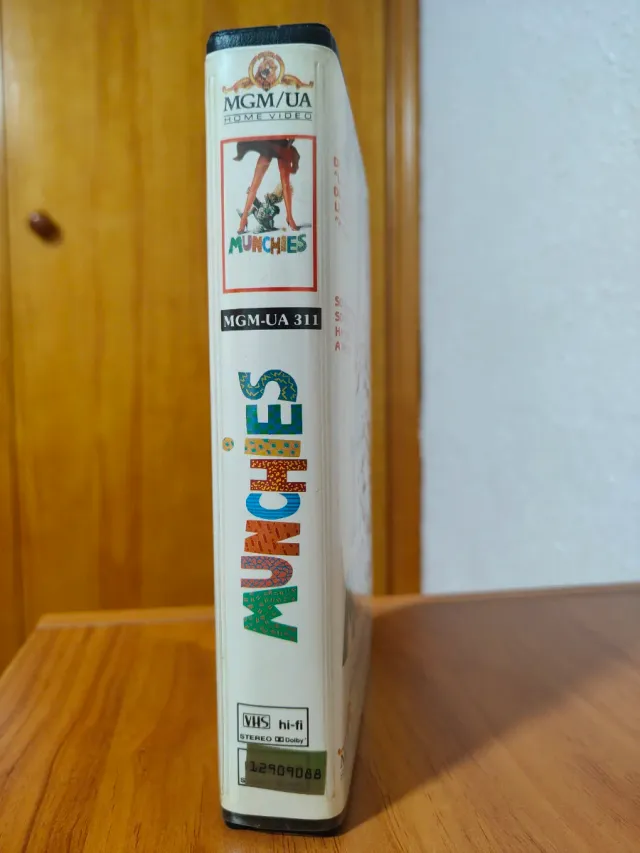 MGM/UA
HOME VIDEO
MUNCHIES
MGM-UA 311
MUNCHIES
VHS hi-fi
STEREO Dolby
12909088